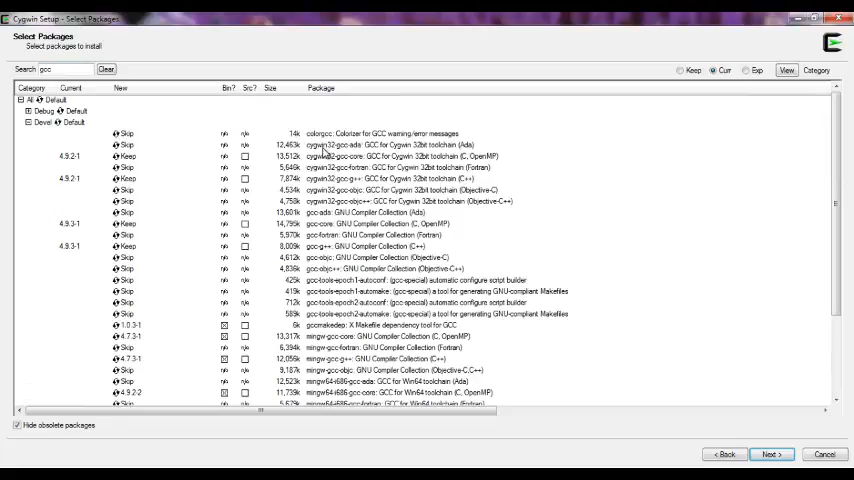 Cygwin Setup - Select Packages
Select Packages
Select packages to install
Search gcc Clear Keep Curr Exp View Category
Category Current New Bin? Src? Size Package
All Default
Debug Default
Devel Default
Skip n/a n/a 14k colorgcc: Colorizer for GCC warning/error messages
Skip n/a n/a 12,463k cygwin32-gcc-ada: GCC for Cygwin 32bit toolchain (Ada)
4.9.2-1 Keep n/a 13,512k cygwin32-gcc-core: GCC for Cygwin 32bit toolchain (C, OpenMP)
Skip n/a n/a 5,646k cygwin32-gcc-fortran: GCC for Cygwin 32bit toolchain (Fortran)
4.9.2-1 Keep n/a 7,874k cygwin32-gcc-g++: GCC for Cygwin 32bit toolchain (C++)
Skip n/a n/a 4,534k cygwin32-gcc-objc: GCC for Cygwin 32bit toolchain (Objective-C)
Skip n/a n/a 4,758k cygwin32-gcc-objc++: GCC for Cygwin 32bit toolchain (Objective-C++)
Skip n/a n/a 13,601k gcc-ada: GNU Compiler Collection (Ada)
4.9.3-1 Keep n/a 14,795k gcc-core: GNU Compiler Collection (C, OpenMP)
Skip n/a n/a 5,970k gcc-fortran: GNU Compiler Collection (Fortran)
4.9.3-1 Keep n/a 8,009k gcc-g++: GNU Compiler Collection (C++)
Skip n/a n/a 4,612k gcc-objc: GNU Compiler Collection (Objective-C)
Skip n/a n/a 4,836k gcc-objc++: GNU Compiler Collection (Objective-C++)
Skip n/a n/a 425k gcc-tools-epoch1-autoconf: (gcc-special) automatic configure script builder
Skip n/a n/a 419k gcc-tools-epoch1-automake: (gcc-special) a tool for generating GNU-compliant Makefiles
Skip n/a n/a 712k gcc-tools-epoch2-autoconf: (gcc-special) automatic configure script builder
Skip n/a n/a 589k gcc-tools-epoch2-automake: (gcc-special) a tool for generating GNU-compliant Makefiles
1.0.3-1 6k gccmakedep: X Makefile dependency tool for GCC
4.7.3-1 13,317k mingw-gcc-core: GNU Compiler Collection (C, OpenMP)
Skip n/a n/a 6,394k mingw-gcc-fortran: GNU Compiler Collection (Fortran)
4.7.3-1 12,056k mingw-gcc-g++: GNU Compiler Collection (C++)
Skip n/a n/a 9,187k mingw-gcc-objc: GNU Compiler Collection (Objective-C,C++)
Skip n/a n/a 12,523k mingw64-i686-gcc-ada: GCC for Win64 toolchain (Ada)
4.9.2-2 11,739k mingw64-i686-gcc-core: GCC for Win64 toolchain (C, OpenMP)
Skip n/a n/a 5,679k mingw64-i686-gcc-fortran: GCC for Win64 toolchain (Fortran)
Hide obsolete packages
< Back Next > Cancel